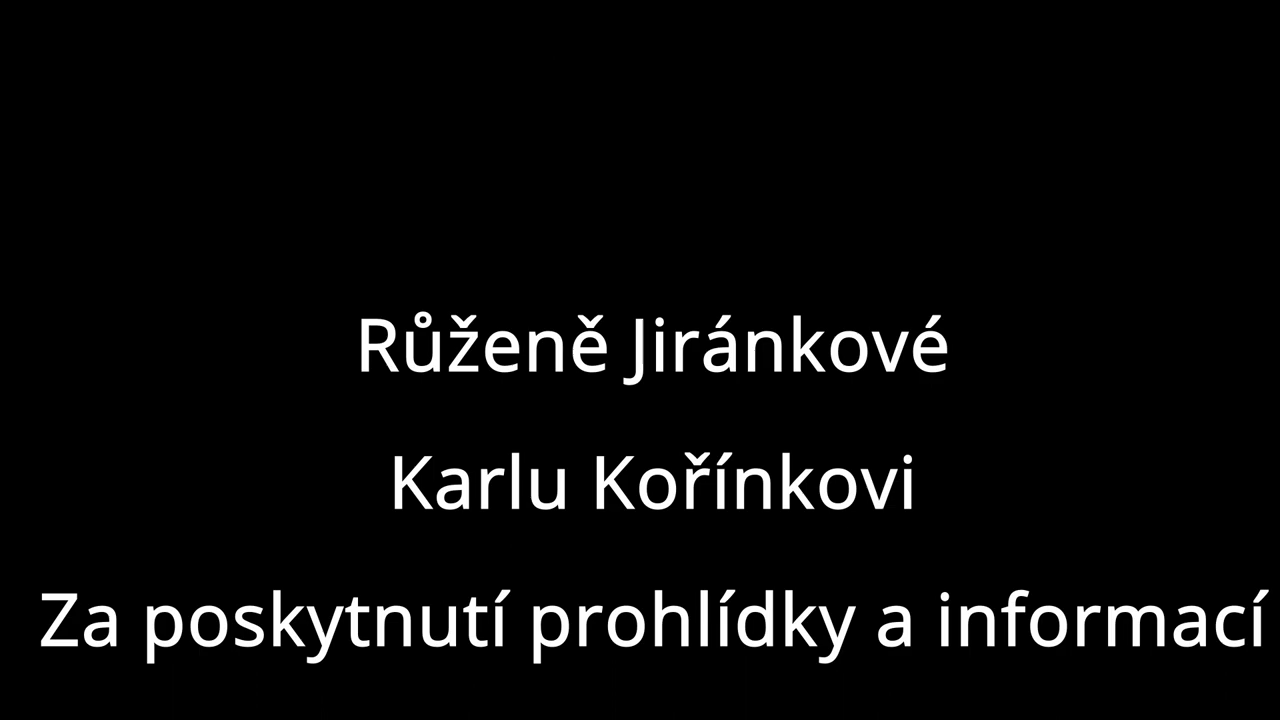 Růženě Jiránkové
Karlu Kořínkovi
Za poskytnutí prohlídky a informací